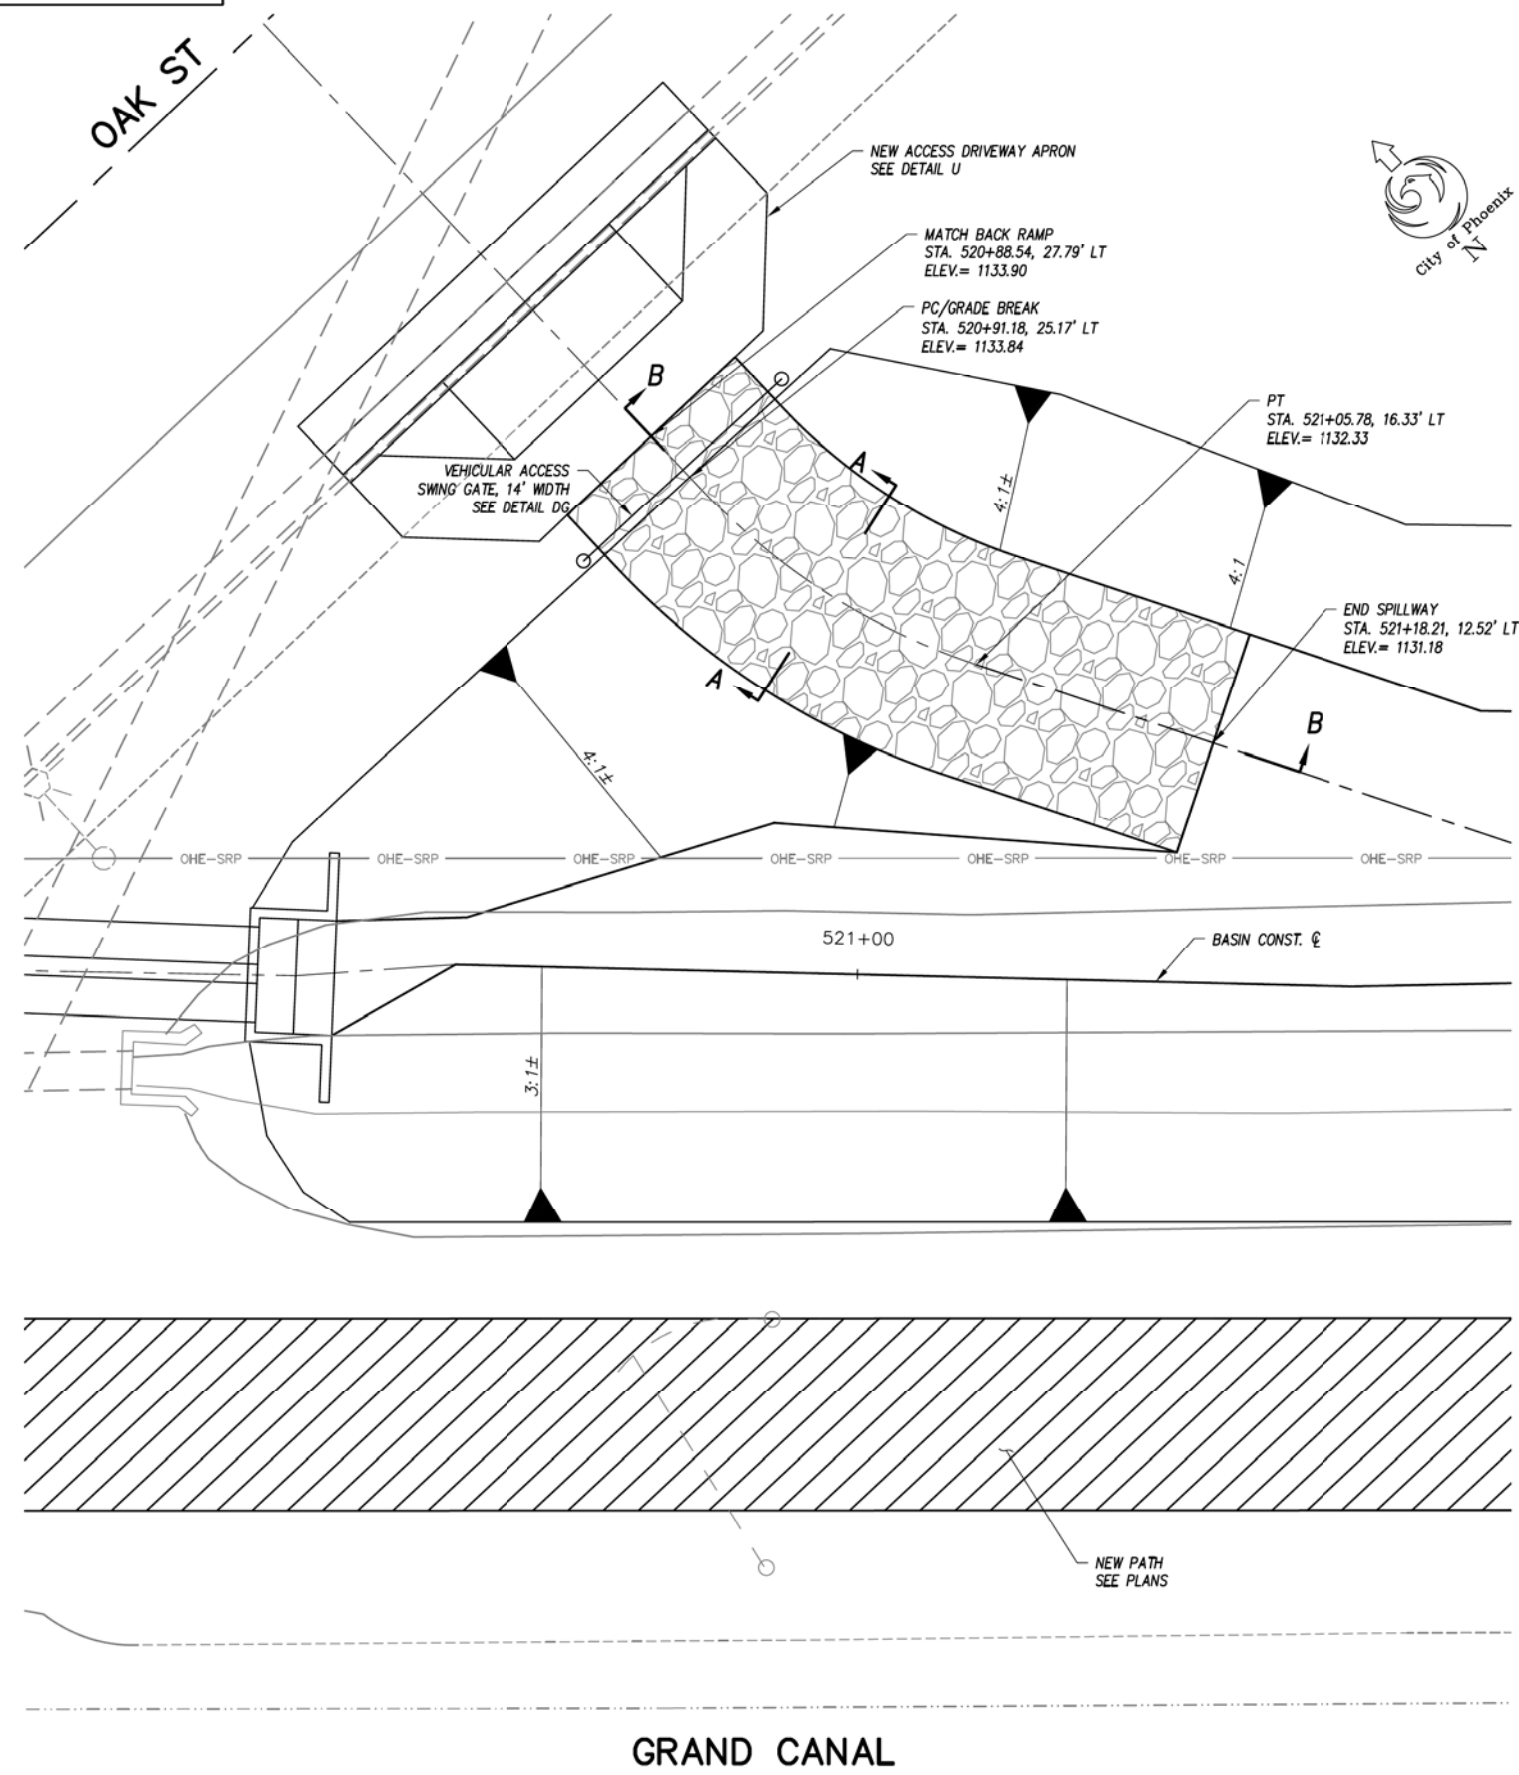 OAK ST
NEW ACCESS DRIVEWAY APRON
SEE DETAIL U
City of Phoenix
N
MATCH BACK RAMP
STA. 520+88.54, 27.79' LT
ELEV.= 1133.90
PC/GRADE BREAK
STA. 520+91.18, 25.17' LT
ELEV.= 1133.84
B
PT
STA. 521+05.78, 16.33' LT
ELEV.= 1132.33
VEHICULAR ACCESS
SWING GATE, 14' WIDTH
SEE DETAIL DG
A
4:1±
4:1
END SPILLWAY
STA. 521+18.21, 12.52' LT
ELEV.= 1131.18
A
B
4:1±
OHE-SRP OHE-SRP OHE-SRP OHE-SRP OHE-SRP OHE-SRP OHE-SRP
521+00
BASIN CONST. ℄
3:1±
NEW PATH
SEE PLANS
GRAND CANAL